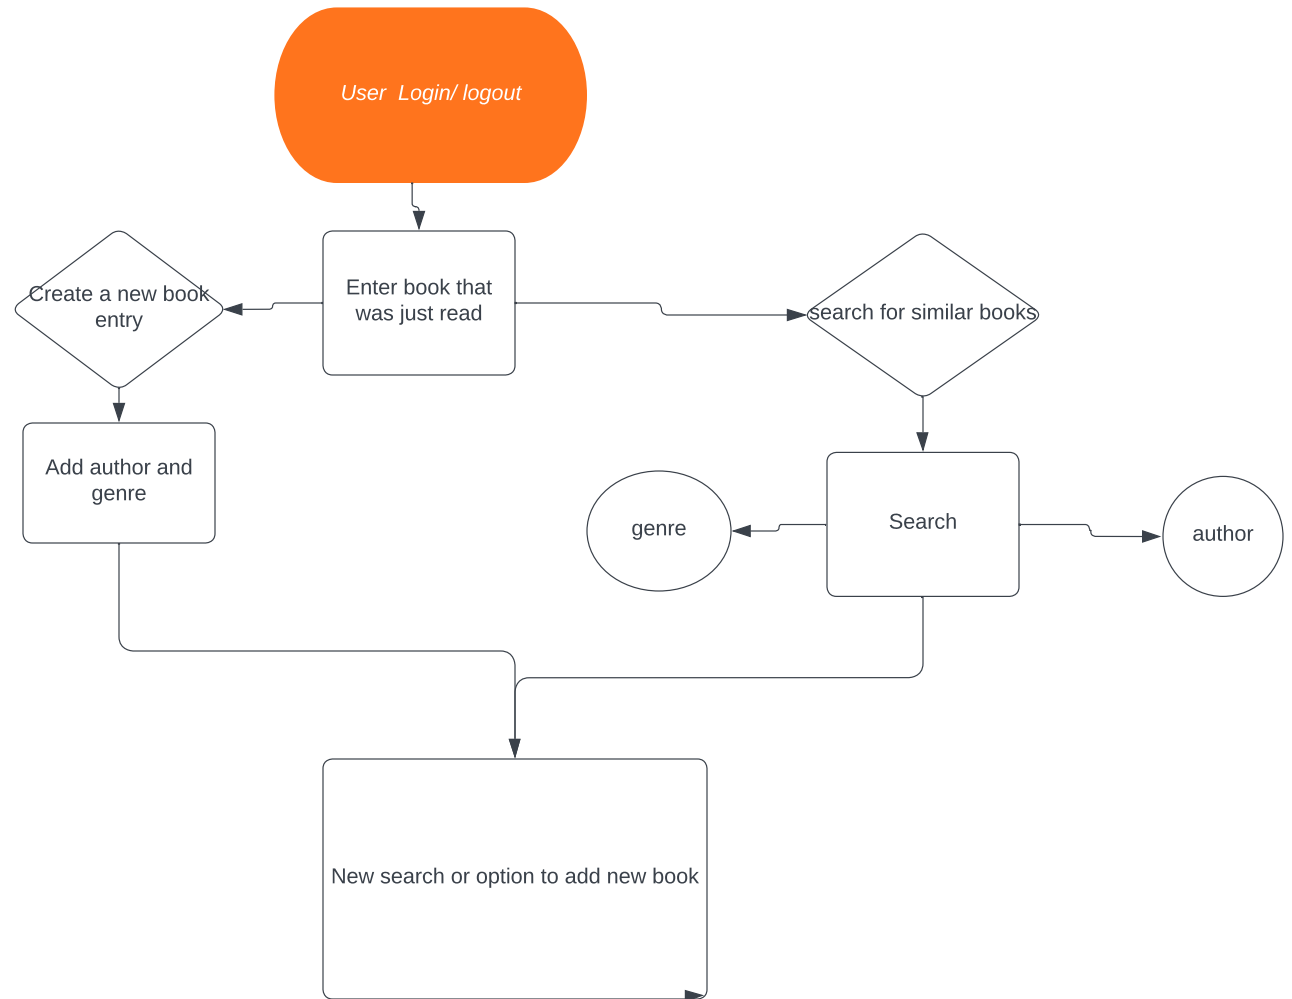 User  Login/ logout
Enter book that
was just read
Create a new book
entry
search for similar books
Add author and
genre
genre
Search
author
New search or option to add new book